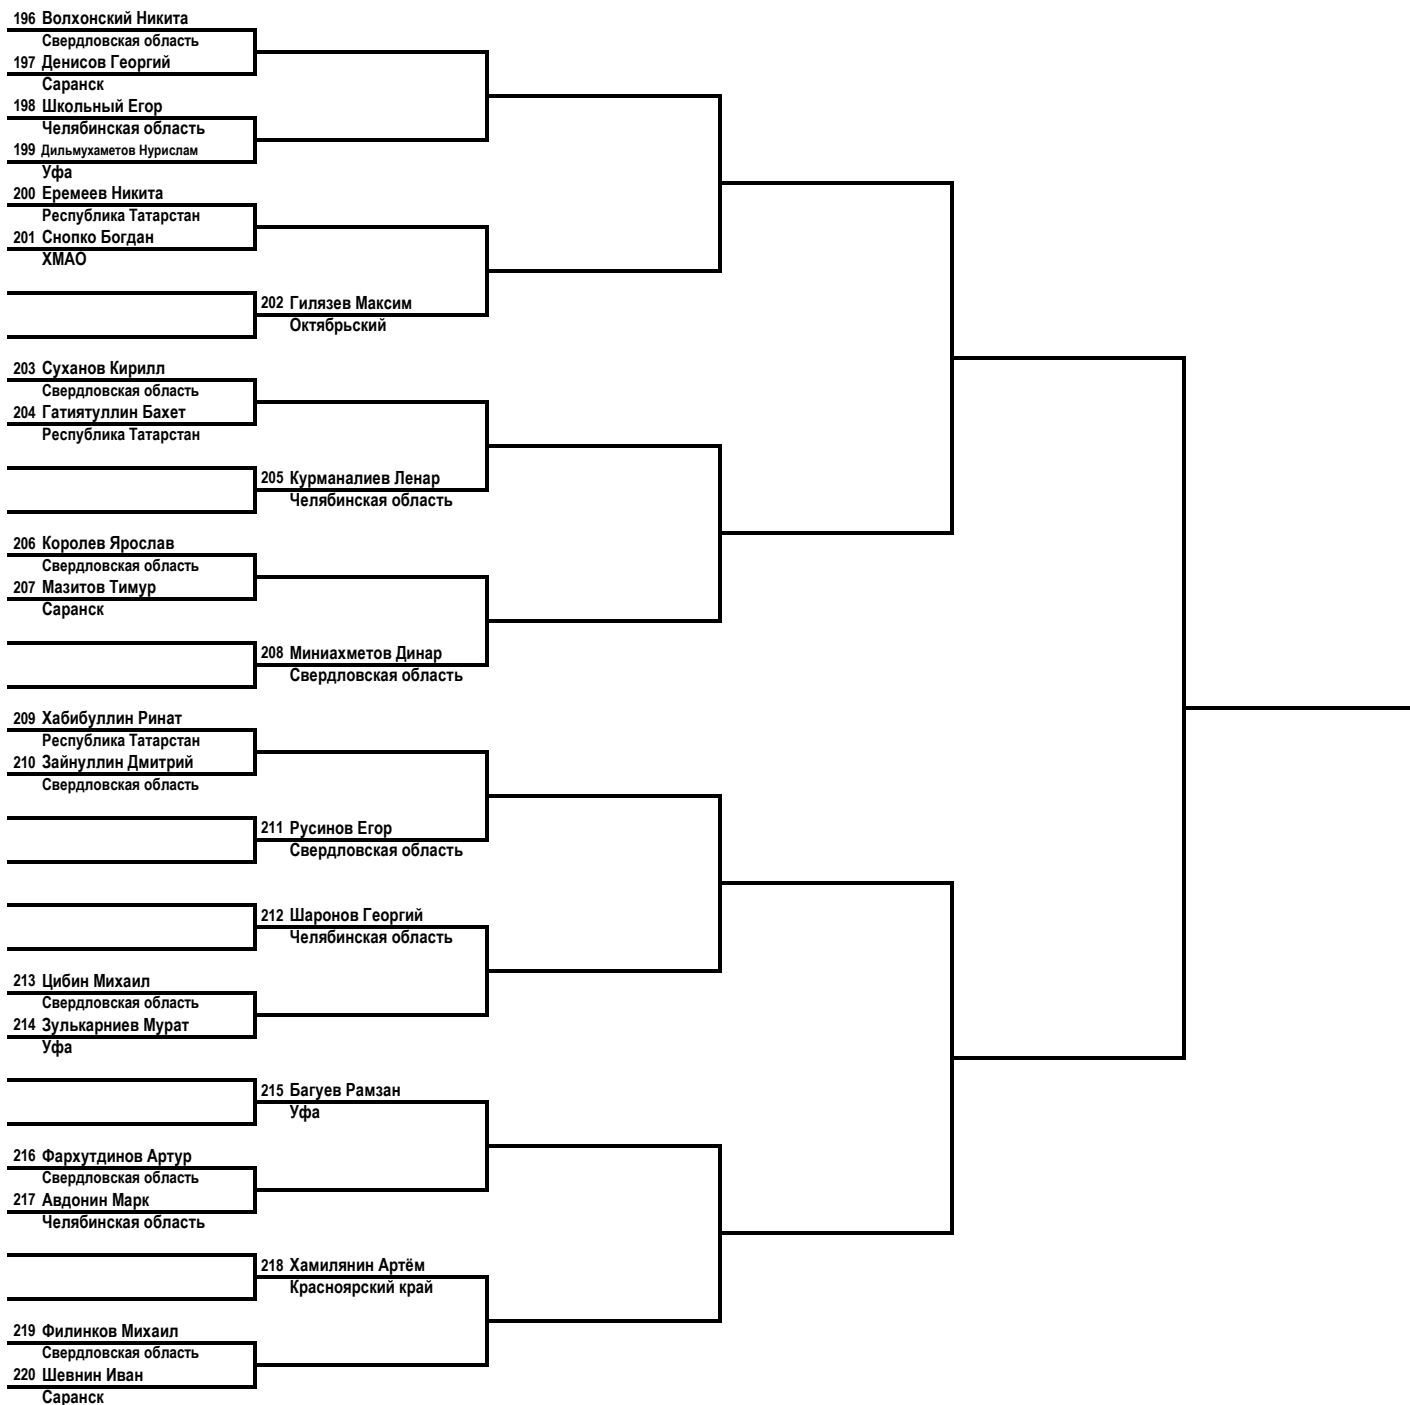 196 Волхонский Никита
Свердловская область
197 Денисов Георгий
Саранск
198 Школьный Егор
Челябинская область
199 Дильмухаметов Нурислам
Уфа
200 Еремеев Никита
Республика Татарстан
201 Снопко Богдан
ХМАО
202 Гилязев Максим
Октябрьский
203 Суханов Кирилл
Свердловская область
204 Гатиятуллин Бахет
Республика Татарстан
205 Курманалиев Ленар
Челябинская область
206 Королев Ярослав
Свердловская область
207 Мазитов Тимур
Саранск
208 Миниахметов Динар
Свердловская область
209 Хабибуллин Ринат
Республика Татарстан
210 Зайнуллин Дмитрий
Свердловская область
211 Русинов Егор
Свердловская область
212 Шаронов Георгий
Челябинская область
213 Цибин Михаил
Свердловская область
214 Зулькарниев Мурат
Уфа
215 Багуев Рамзан
Уфа
216 Фархутдинов Артур
Свердловская область
217 Авдонин Марк
Челябинская область
218 Хамилянин Артём
Красноярский край
219 Филинков Михаил
Свердловская область
220 Шевнин Иван
Саранск